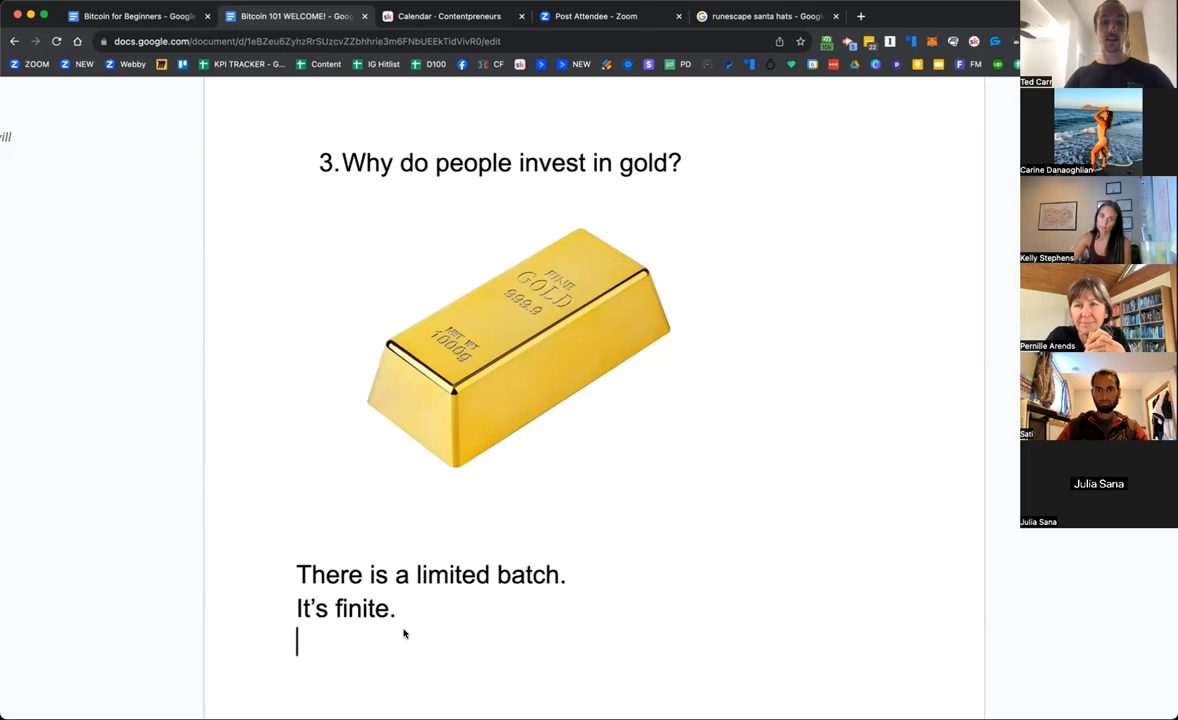 Bitcoin for Beginners - Google
Bitcoin 101 WELCOME! - Goog
Calendar · Contentpreneurs
Post Attendee - Zoom
runescape santa hats - Google
docs.google.com/document/d/1eBZeu6ZyhzRrSUzcvZZbhhrie3m6FNbUEEkTidVivR0/edit
ZOOM
NEW
Webby
KPI TRACKER - G...
Content
IG Hitlist
D100
CF
NEW
PD
FM
ill
3. Why do people invest in gold?
FINE
GOLD
999.9
NET WT
1000g
There is a limited batch.
It's finite.
Ted Carr
Carine Danaoghlian
Kelly Stephens
Pernille Arends
Sati
Julia Sana
Julia Sana